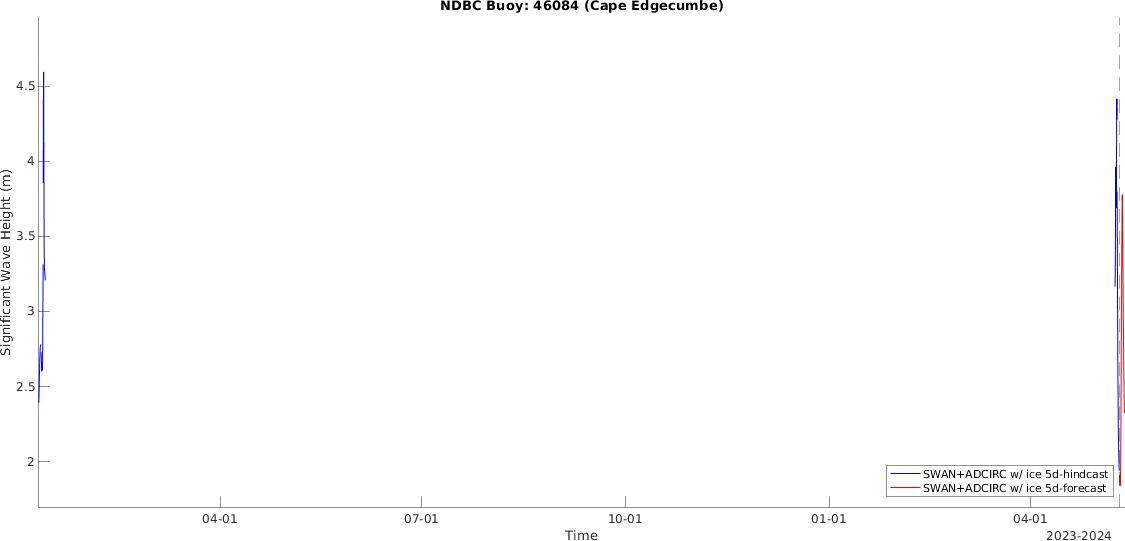 NDBC Buoy: 46084 (Cape Edgecumbe)
Significant Wave Height (m)
4.5
4
3.5
3
2.5
2
SWAN+ADCIRC w/ ice 5d-hindcast
SWAN+ADCIRC w/ ice 5d-forecast
04-01 07-01 10-01 01-01 04-01
Time
2023-2024